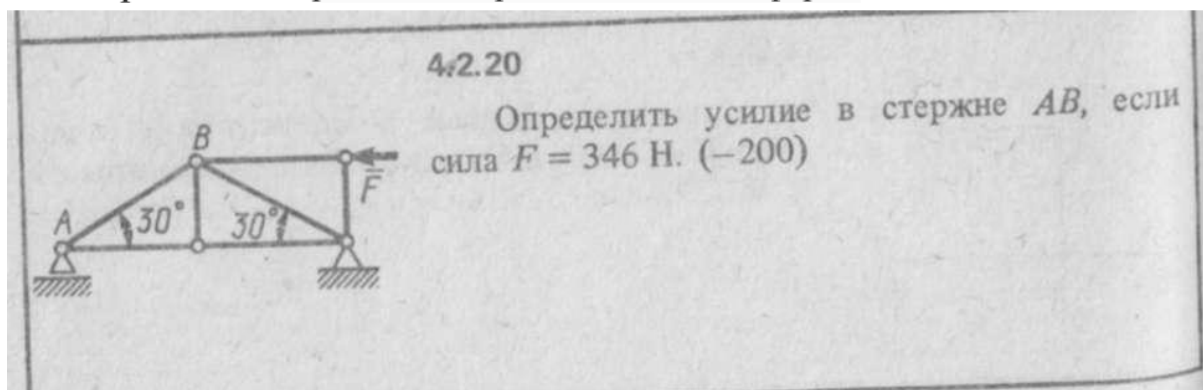 4.2.20
Определить усилие в стержне AB, если
сила F = 346 Н. (−200)
B
F
A
30°
30°